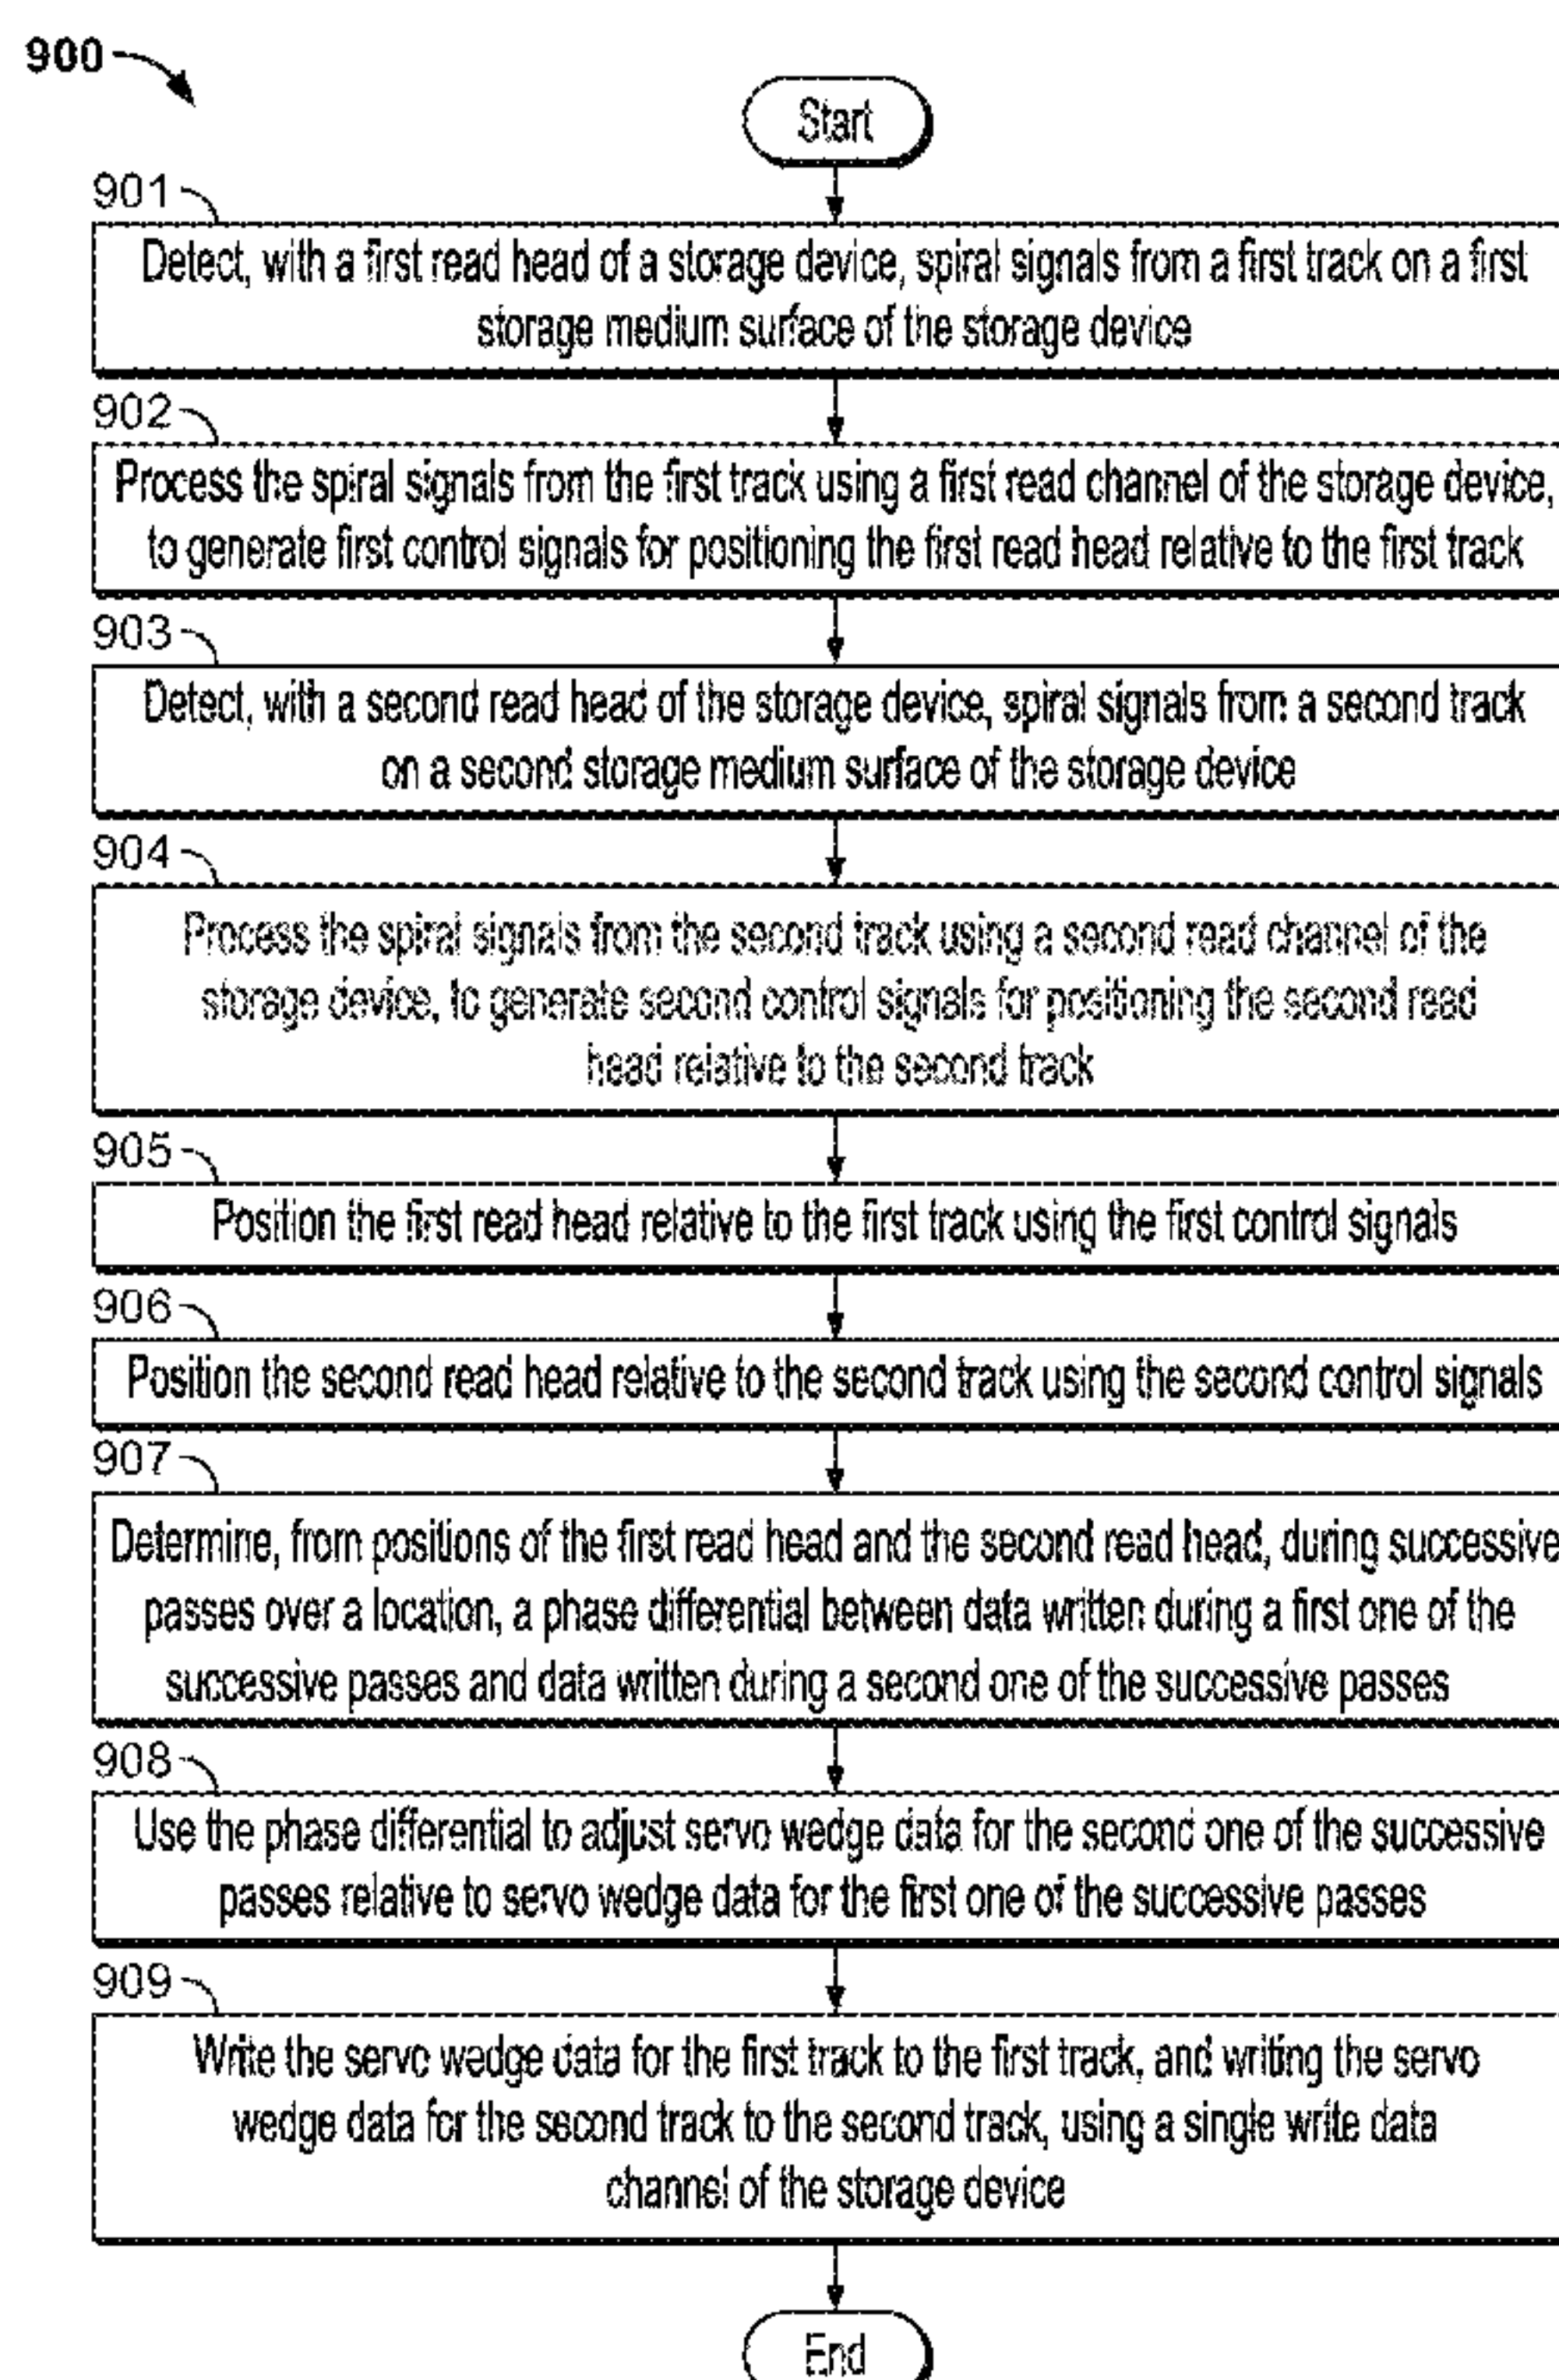 900
Start
901
Detect, with a first read head of a storage device, spiral signals from a first track on a first
storage medium surface of the storage device
902
Process the spiral signals from the first track using a first read channel of the storage device,
to generate first control signals for positioning the first read head relative to the first track
903
Detect, with a second read head of the storage device, spiral signals from a second track
on a second storage medium surface of the storage device
904
Process the spiral signals from the second track using a second read channel of the
storage device, to generate second control signals for positioning the second read
head relative to the second track
905
Position the first read head relative to the first track using the first control signals
906
Position the second read head relative to the second track using the second control signals
907
Determine, from positions of the first read head and the second read head, during successive
passes over a location, a phase differential between data written during a first one of the
successive passes and data written during a second one of the successive passes
908
Use the phase differential to adjust servo wedge data for the second one of the successive
passes relative to servo wedge data for the first one of the successive passes
909
Write the servo wedge data for the first track to the first track, and writing the servo
wedge data for the second track to the second track, using a single write data
channel of the storage device
End